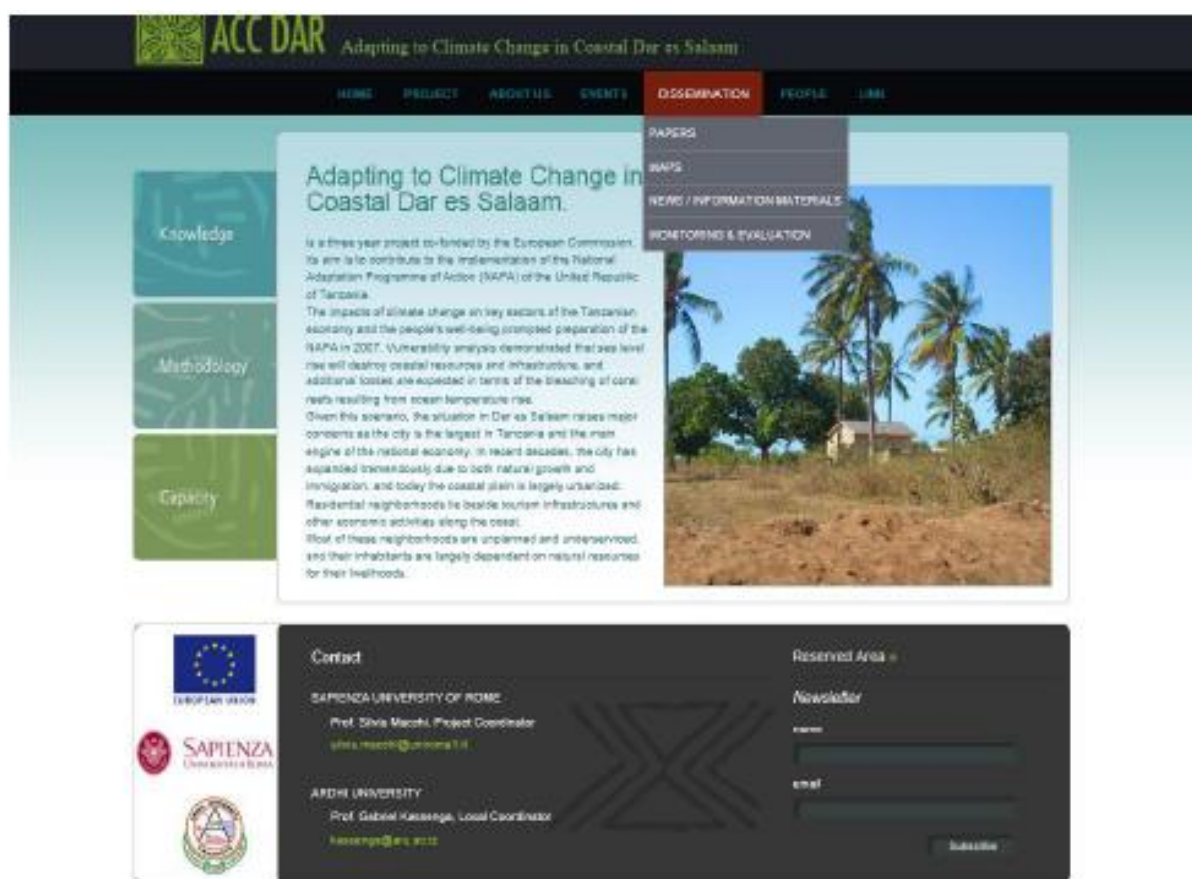 ACC DAR Adapting to Climate Change in Coastal Dar es Salaam
HOME PROJECT ABOUT US EVENTS DISSEMINATION PEOPLE LINK
PAPERS
MAPS
NEWS / INFORMATION MATERIALS
MONITORING & EVALUATION
Knowledge
Methodology
Capacity
Adapting to Climate Change in
Coastal Dar es Salaam.
is a three year project co-funded by the European Commission.
Its aim is to contribute to the implementation of the National
Adaptation Programme of Action (NAPA) of the United Republic
of Tanzania.
The impacts of climate change on key sectors of the Tanzanian
economy and the people's well-being prompted preparation of the
NAPA in 2007. Vulnerability analysis demonstrated that sea level
rise will destroy coastal resources and infrastructure, and
additional losses are expected in terms of the bleaching of coral
reefs resulting from ocean temperature rise.
Given this scenario, the situation in Dar es Salaam raises major
concerns as the city is the largest in Tanzania and the main
engine of the national economy. In recent decades, the city has
expanded tremendously due to both natural growth and
immigration, and today the coastal plain is largely urbanized.
Residential neighborhoods lie beside tourism infrastructures and
other economic activities along the coast.
Most of these neighborhoods are unplanned and underserviced,
and their inhabitants are largely dependent on natural resources
for their livelihoods.
EUROPEAN UNION
SAPIENZA
UNIVERSITÀ DI ROMA
Contact
SAPIENZA UNIVERSITY OF ROME
Prof. Silvia Macchi, Project Coordinator
silvia.macchi@uniroma1.it
ARDHI UNIVERSITY
Prof. Gabriel Kassenga, Local Coordinator
kassenga@aru.ac.tz
Reserved Area »
Newsletter
name
email
Subscribe